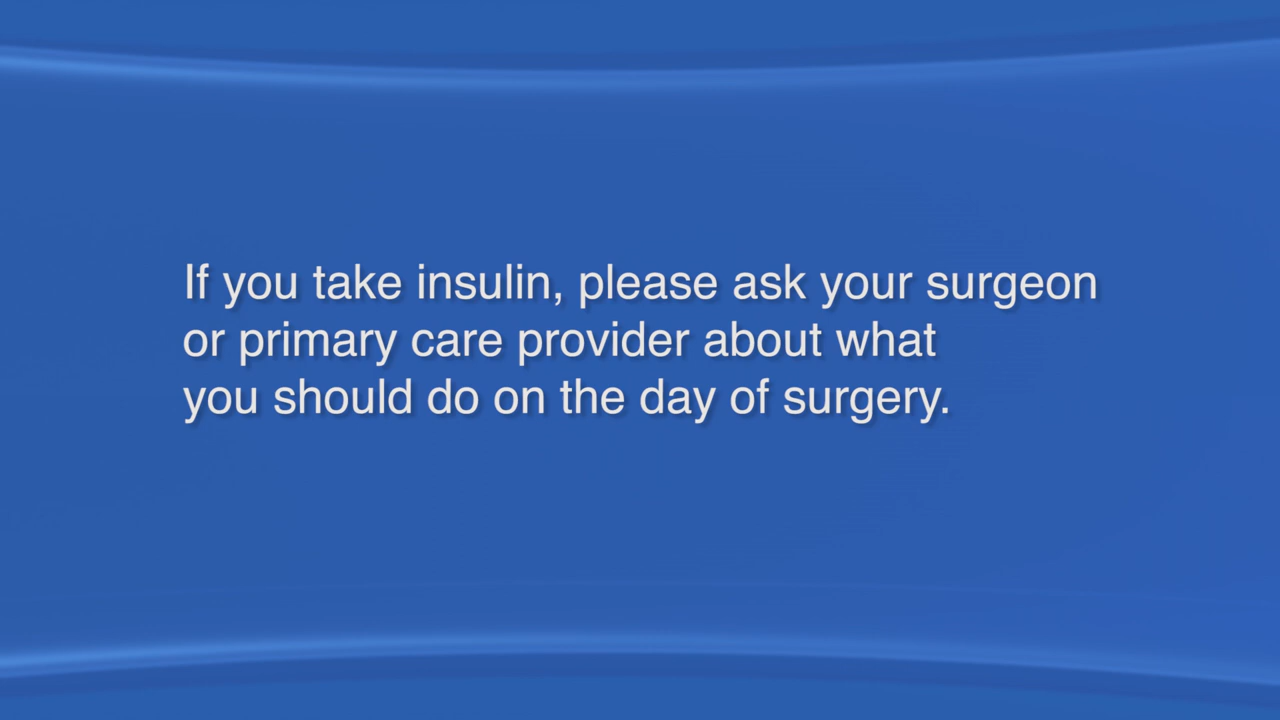 If you take insulin, please ask your surgeon
or primary care provider about what
you should do on the day of surgery.